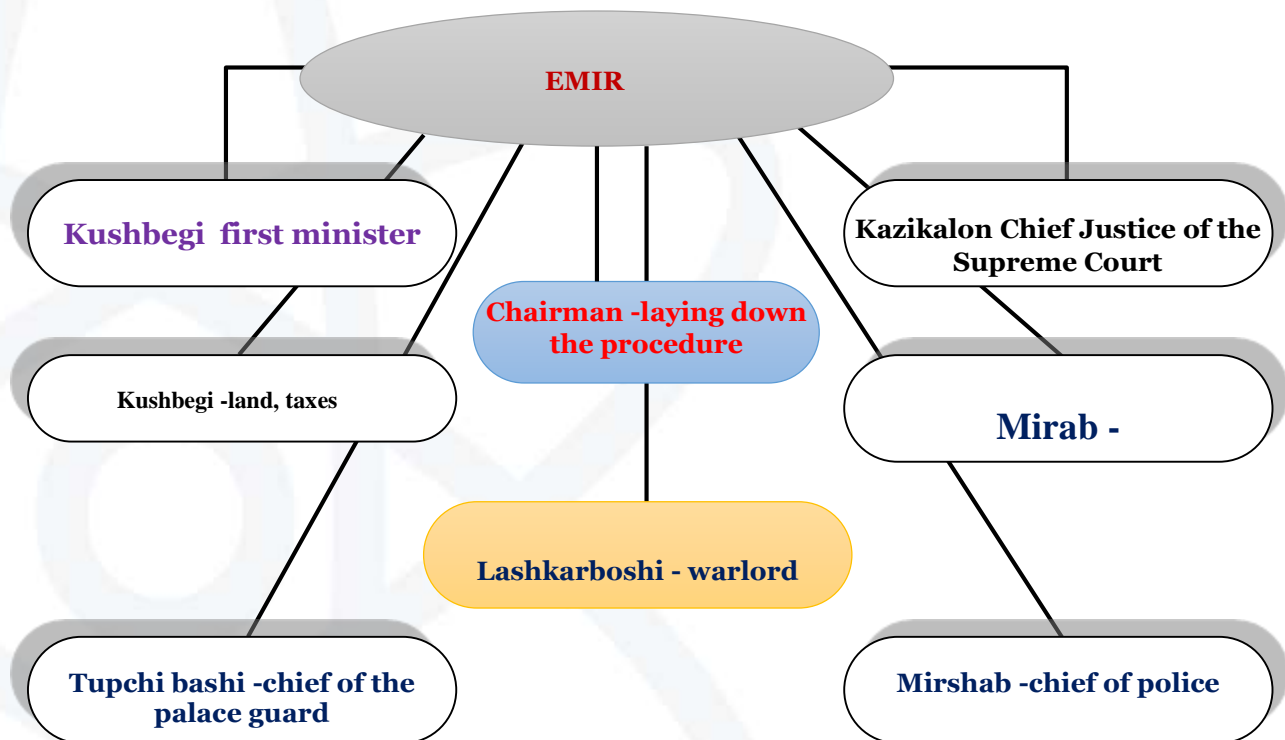 EMIR
Kushbegi first minister
Kazikalon Chief Justice of the
Supreme Court
Chairman -laying down
the procedure
Kushbegi -land, taxes
Mirab -
Lashkarboshi - warlord
Tupchi bashi -chief of the
palace guard
Mirshab -chief of police